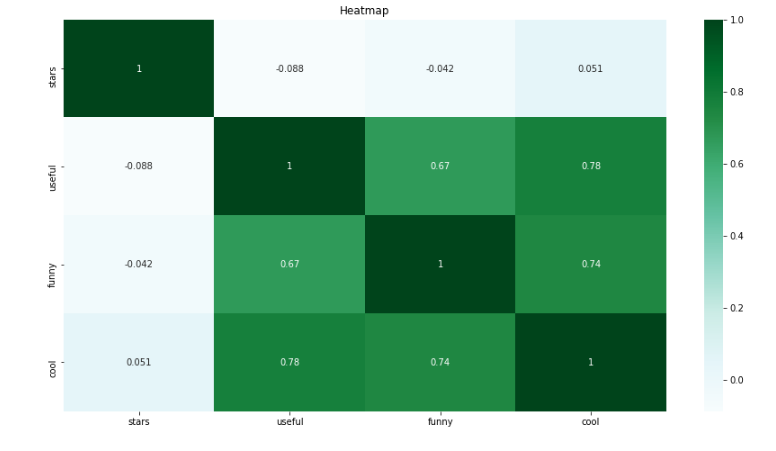 Heatmap
stars 1 -0.088 -0.042 0.051
useful -0.088 1 0.67 0.78
funny -0.042 0.67 1 0.74
cool 0.051 0.78 0.74 1
stars useful funny cool
1.0
0.8
0.6
0.4
0.2
0.0